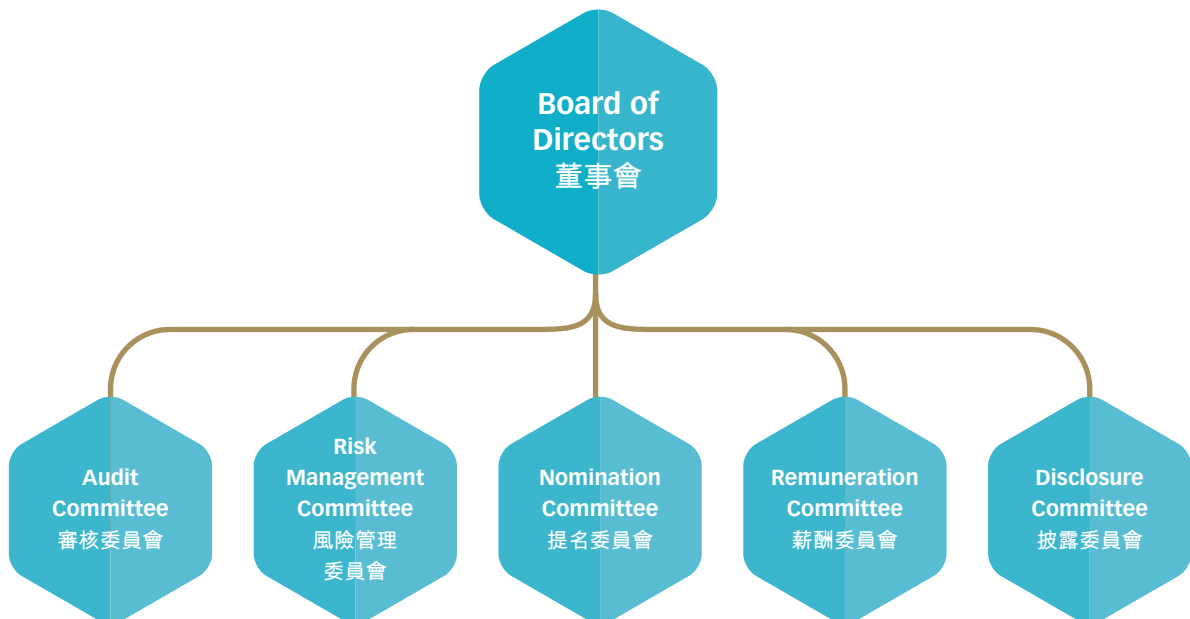 Board of
Directors
董事會
Audit
Committee
審核委員會
Risk
Management
Committee
風險管理
委員會
Nomination
Committee
提名委員會
Remuneration
Committee
薪酬委員會
Disclosure
Committee
披露委員會